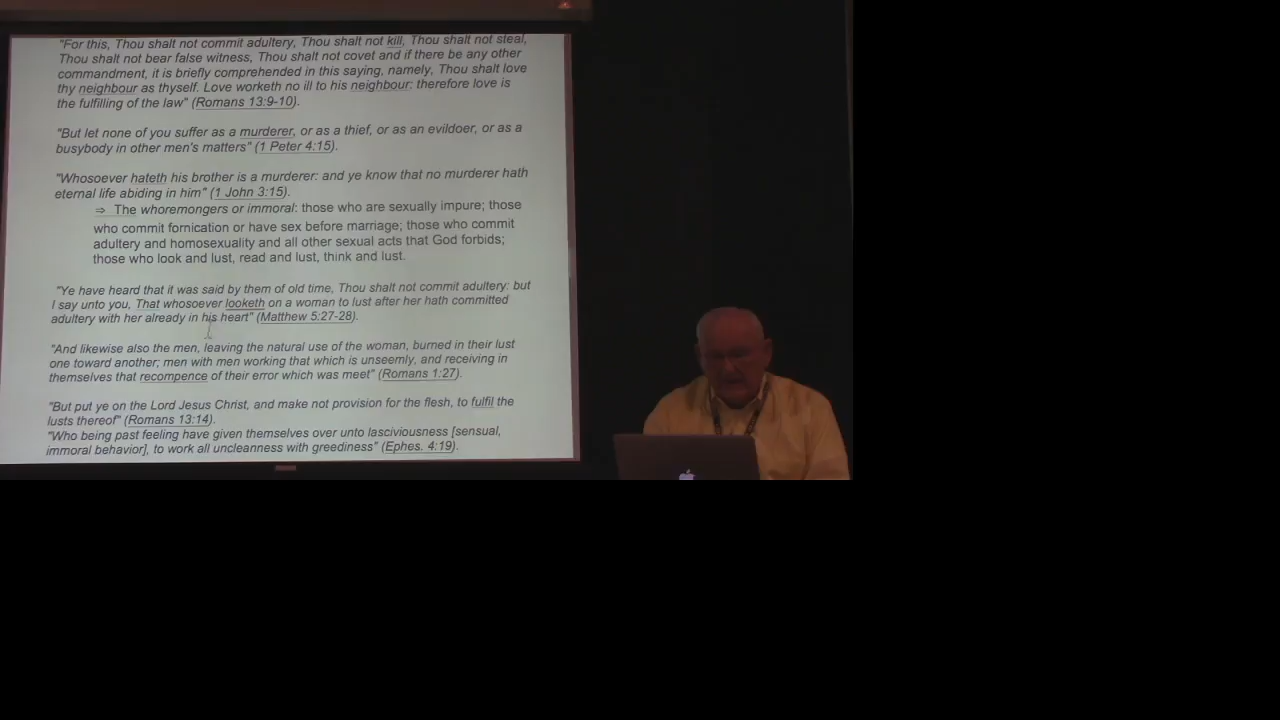 "For this, Thou shalt not commit adultery, Thou shalt not kill, Thou shalt not steal,
Thou shalt not bear false witness, Thou shalt not covet and if there be any other
commandment, it is briefly comprehended in this saying, namely, Thou shalt love
thy neighbour as thyself. Love worketh no ill to his neighbour: therefore love is
the fulfilling of the law" (Romans 13:9-10).
"But let none of you suffer as a murderer, or as a thief, or as an evildoer, or as a
busybody in other men's matters" (1 Peter 4:15).
"Whosoever hateth his brother is a murderer: and ye know that no murderer hath
eternal life abiding in him" (1 John 3:15).
⇒ The whoremongers or immoral: those who are sexually impure; those
who commit fornication or have sex before marriage; those who commit
adultery and homosexuality and all other sexual acts that God forbids;
those who look and lust, read and lust, think and lust.
"Ye have heard that it was said by them of old time, Thou shalt not commit adultery: but
I say unto you, That whosoever looketh on a woman to lust after her hath committed
adultery with her already in his heart" (Matthew 5:27-28).
"And likewise also the men, leaving the natural use of the woman, burned in their lust
one toward another; men with men working that which is unseemly, and receiving in
themselves that recompence of their error which was meet" (Romans 1:27).
"But put ye on the Lord Jesus Christ, and make not provision for the flesh, to fulfil the
lusts thereof" (Romans 13:14).
"Who being past feeling have given themselves over unto lasciviousness [sensual,
immoral behavior], to work all uncleanness with greediness" (Ephes. 4:19).